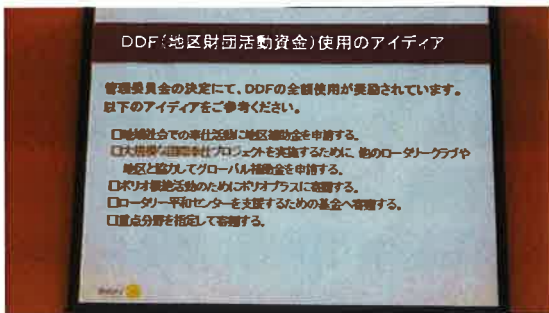 DDF(地区財団活動資金)使用のアイディア
管理委員会の決定にて、DDFの全額使用が奨励されています。
以下のアイディアをご参考ください。
□地域社会での奉仕活動に地区補助金を申請する。
□大規模な国際奉仕プロジェクトを実施するために、他のロータリークラブや
地区と協力してグローバル補助金を申請する。
□ポリオ根絶活動のためにポリオプラスに寄贈する。
□ロータリー平和センターを支援するための基金へ寄贈する。
□重点分野を指定して寄贈する。
Rotary